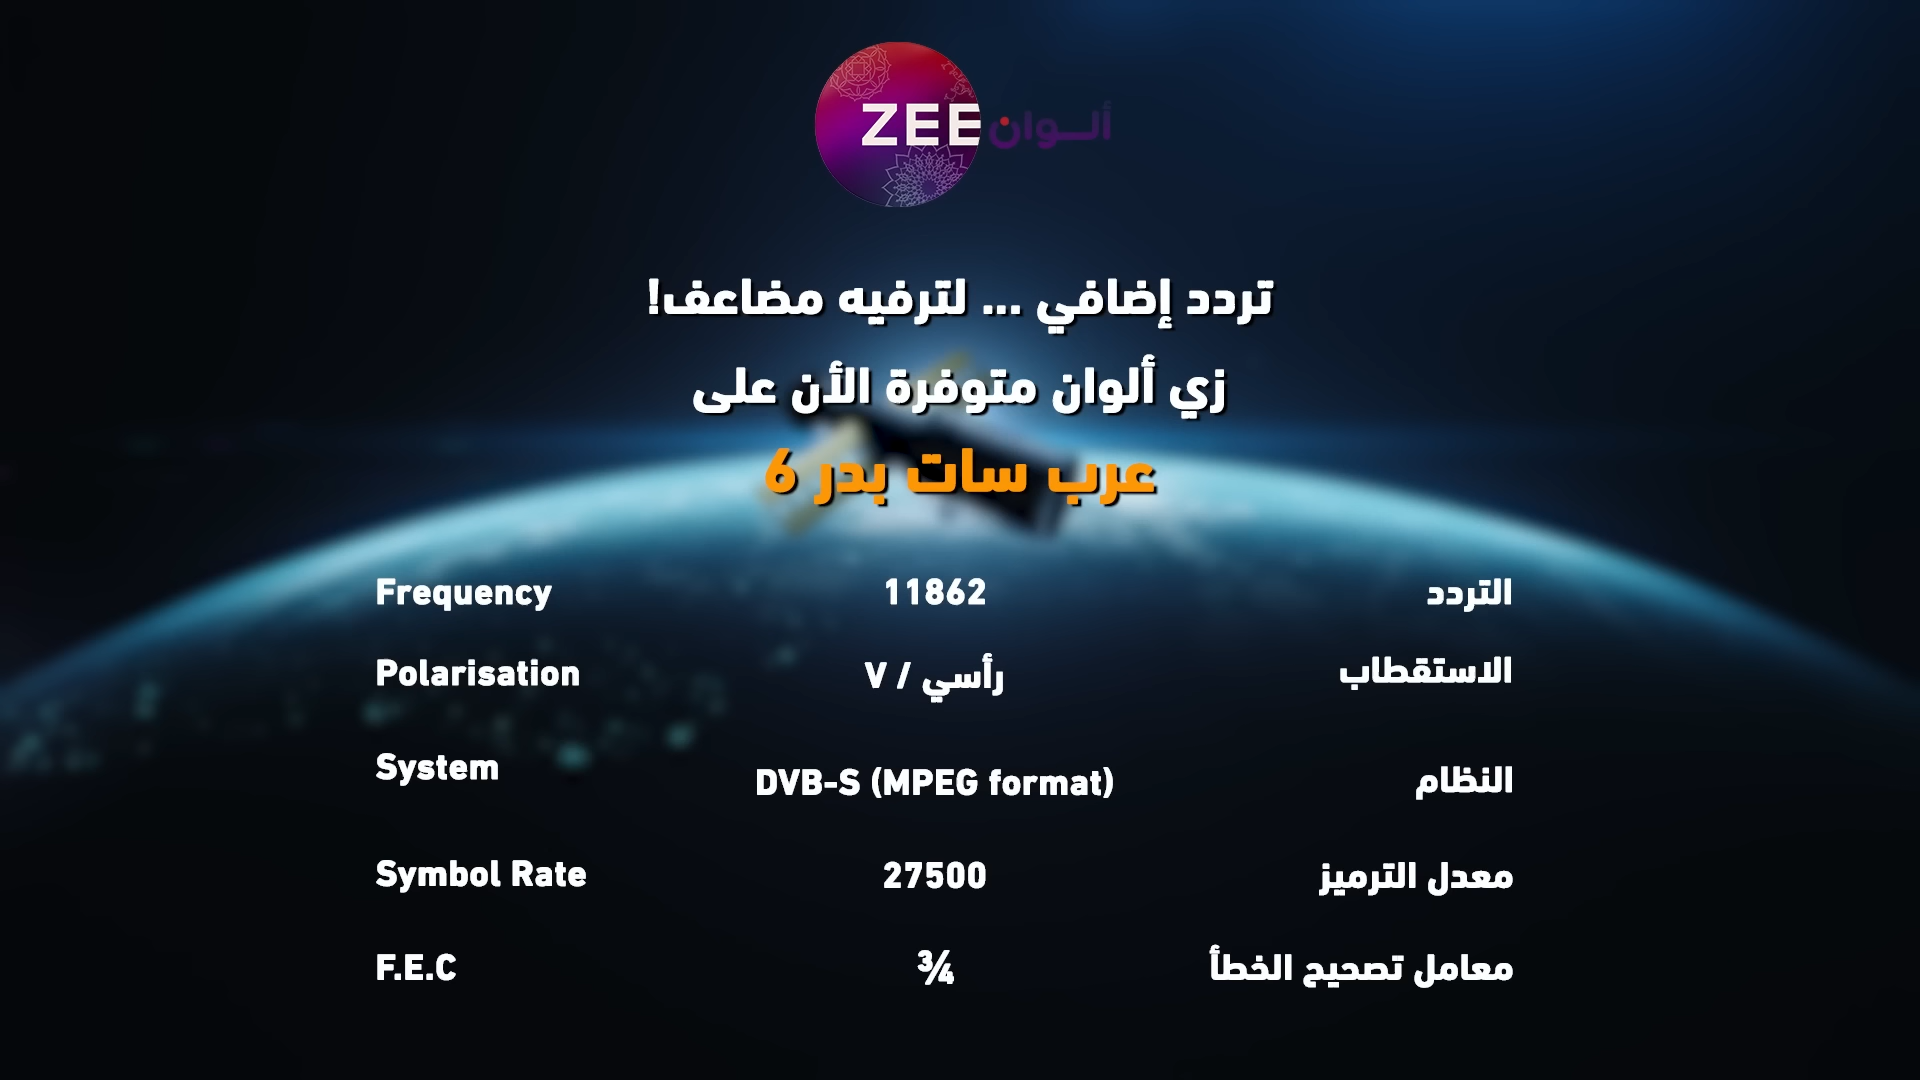 ZEE ألوان
تردد إضافي ... لترفيه مضاعف!
زي ألوان متوفرة الأن على
عرب سات بدر 6
Frequency 11862 التردد
Polarisation رأسي / V الاستقطاب
System DVB-S (MPEG format) النظام
Symbol Rate 27500 معدل الترميز
F.E.C ¾ معامل تصحيح الخطأ